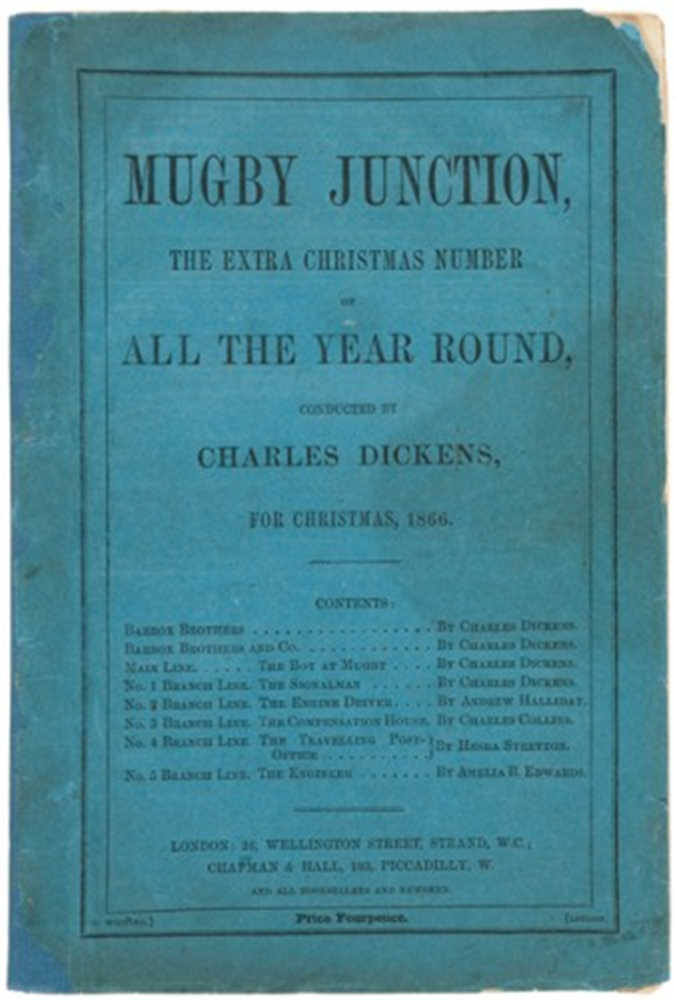 MUGBY JUNCTION,
THE EXTRA CHRISTMAS NUMBER
OF
ALL THE YEAR ROUND,
CONDUCTED BY
CHARLES DICKENS,
FOR CHRISTMAS, 1866.
CONTENTS:
BARBOX BROTHERS . . . . . . . . . . . . . . . . . BY CHARLES DICKENS.
BARBOX BROTHERS AND CO. . . . . . . . . . . . . BY CHARLES DICKENS.
MAIN LINE. . . . . . THE BOY AT MUGBY . . . . BY CHARLES DICKENS.
No. 1 BRANCH LINE. THE SIGNALMAN . . . . . . BY CHARLES DICKENS.
No. 2 BRANCH LINE. THE ENGINE DRIVER. . . . BY ANDREW HALLIDAY.
No. 3 BRANCH LINE. THE COMPENSATION HOUSE. BY CHARLES COLLINS.
No. 4 BRANCH LINE. THE TRAVELLING POST-
OFFICE . . . . . . . . . . } BY HESBA STRETTON.
No. 5 BRANCH LINE. THE ENGINEER . . . . . . . BY AMELIA B. EDWARDS.
LONDON: 26, WELLINGTON STREET, STRAND, W.C.;
CHAPMAN & HALL, 193, PICCADILLY, W.
AND ALL BOOKSELLERS AND NEWSMEN.
WHITING,] Price Fourpence. [LONDON.